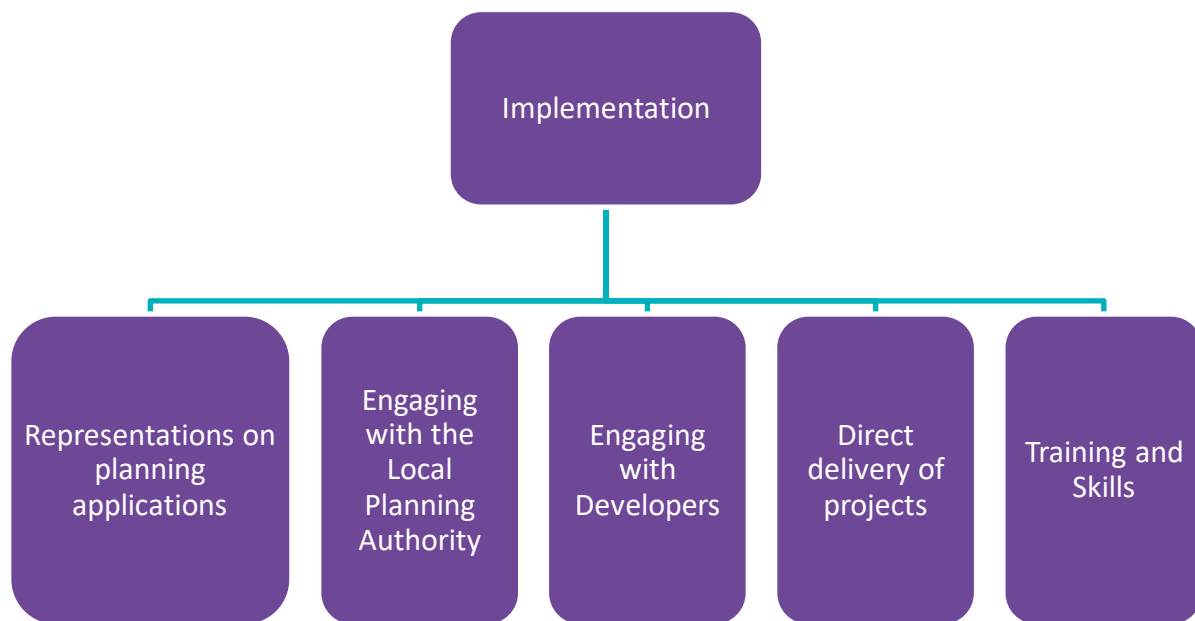 Implementation
Representations on
planning
applications
Engaging
with the
Local
Planning
Authority
Engaging
with
Developers
Direct
delivery of
projects
Training and
Skills